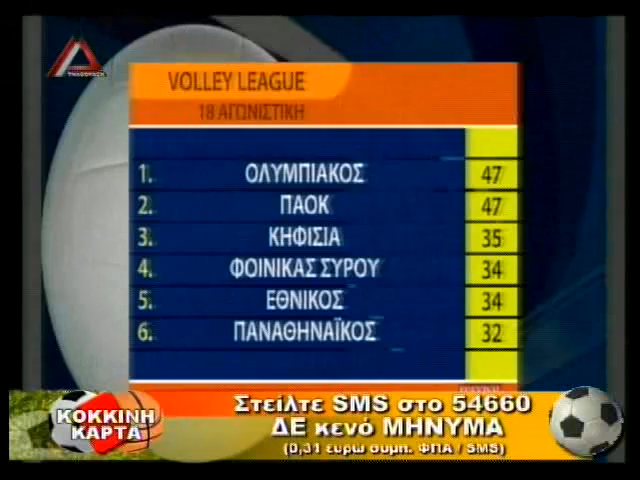 ΤΗΛΕΟΡΑΣΗ
VOLLEY LEAGUE
18 ΑΓΩΝΙΣΤΙΚΗ
1. ΟΛΥΜΠΙΑΚΟΣ 47
2. ΠΑΟΚ 47
3. ΚΗΦΙΣΙΑ 35
4. ΦΟΙΝΙΚΑΣ ΣΥΡΟΥ 34
5. ΕΘΝΙΚΟΣ 34
6. ΠΑΝΑΘΗΝΑΪΚΟΣ 32
ΚΟΚΚΙΝΗ
ΚΑΡΤΑ
Στείλτε SMS στο 54660
ΔΕ κενό ΜΗΝΥΜΑ
(0,31 ευρώ συμπ. ΦΠΑ / SMS)